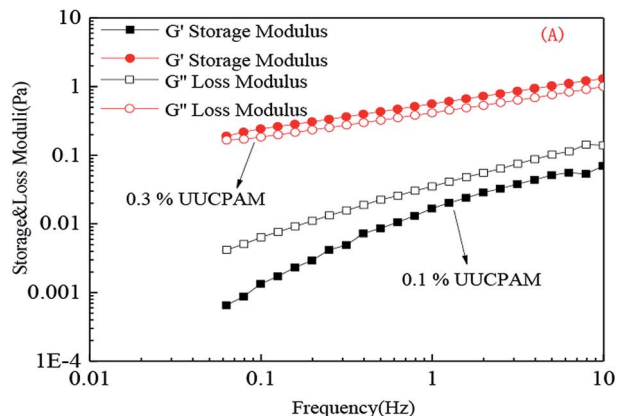 10
1
0.1
0.01
0.001
1E-4
Storage&Loss Moduli(Pa)
G' Storage Modulus
G' Storage Modulus
G'' Loss Modulus
G'' Loss Modulus
(A)
0.3 % UUCPAM
0.1 % UUCPAM
0.01
0.1
1
10
Frequency(Hz)